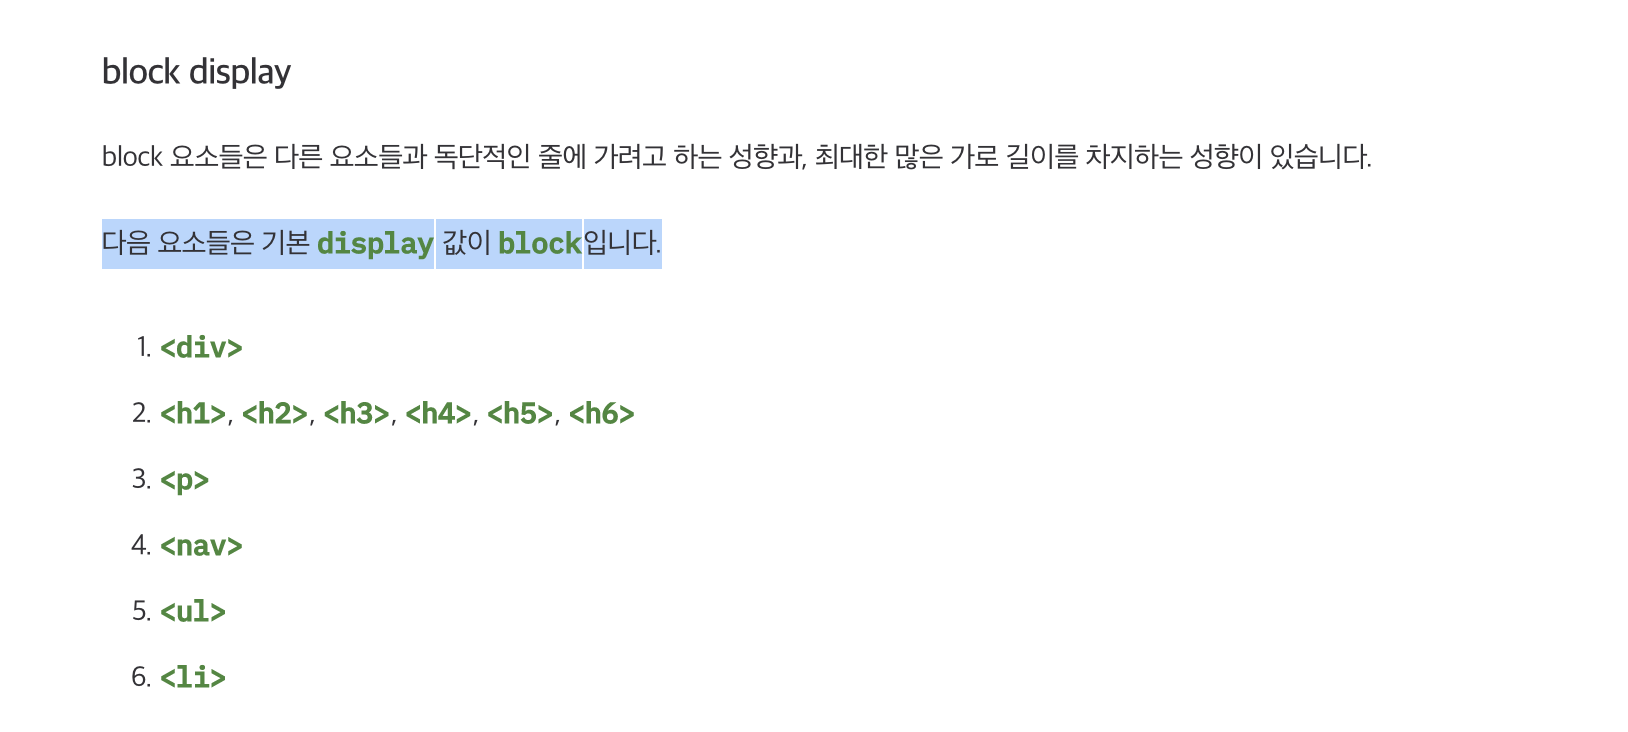 block display
block 요소들은 다른 요소들과 독단적인 줄에 가려고 하는 성향과, 최대한 많은 가로 길이를 차지하는 성향이 있습니다.
다음 요소들은 기본 display 값이 block입니다.
1. <div>
2. <h1>, <h2>, <h3>, <h4>, <h5>, <h6>
3. <p>
4. <nav>
5. <ul>
6. <li>